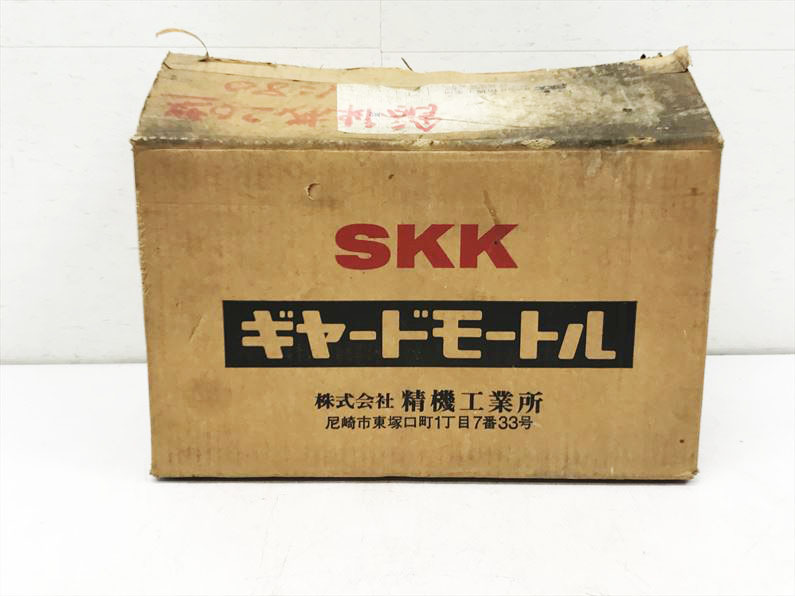 SKK
ギヤードモートル
株式会社 精機工業所
尼崎市東塚口町1丁目7番33号